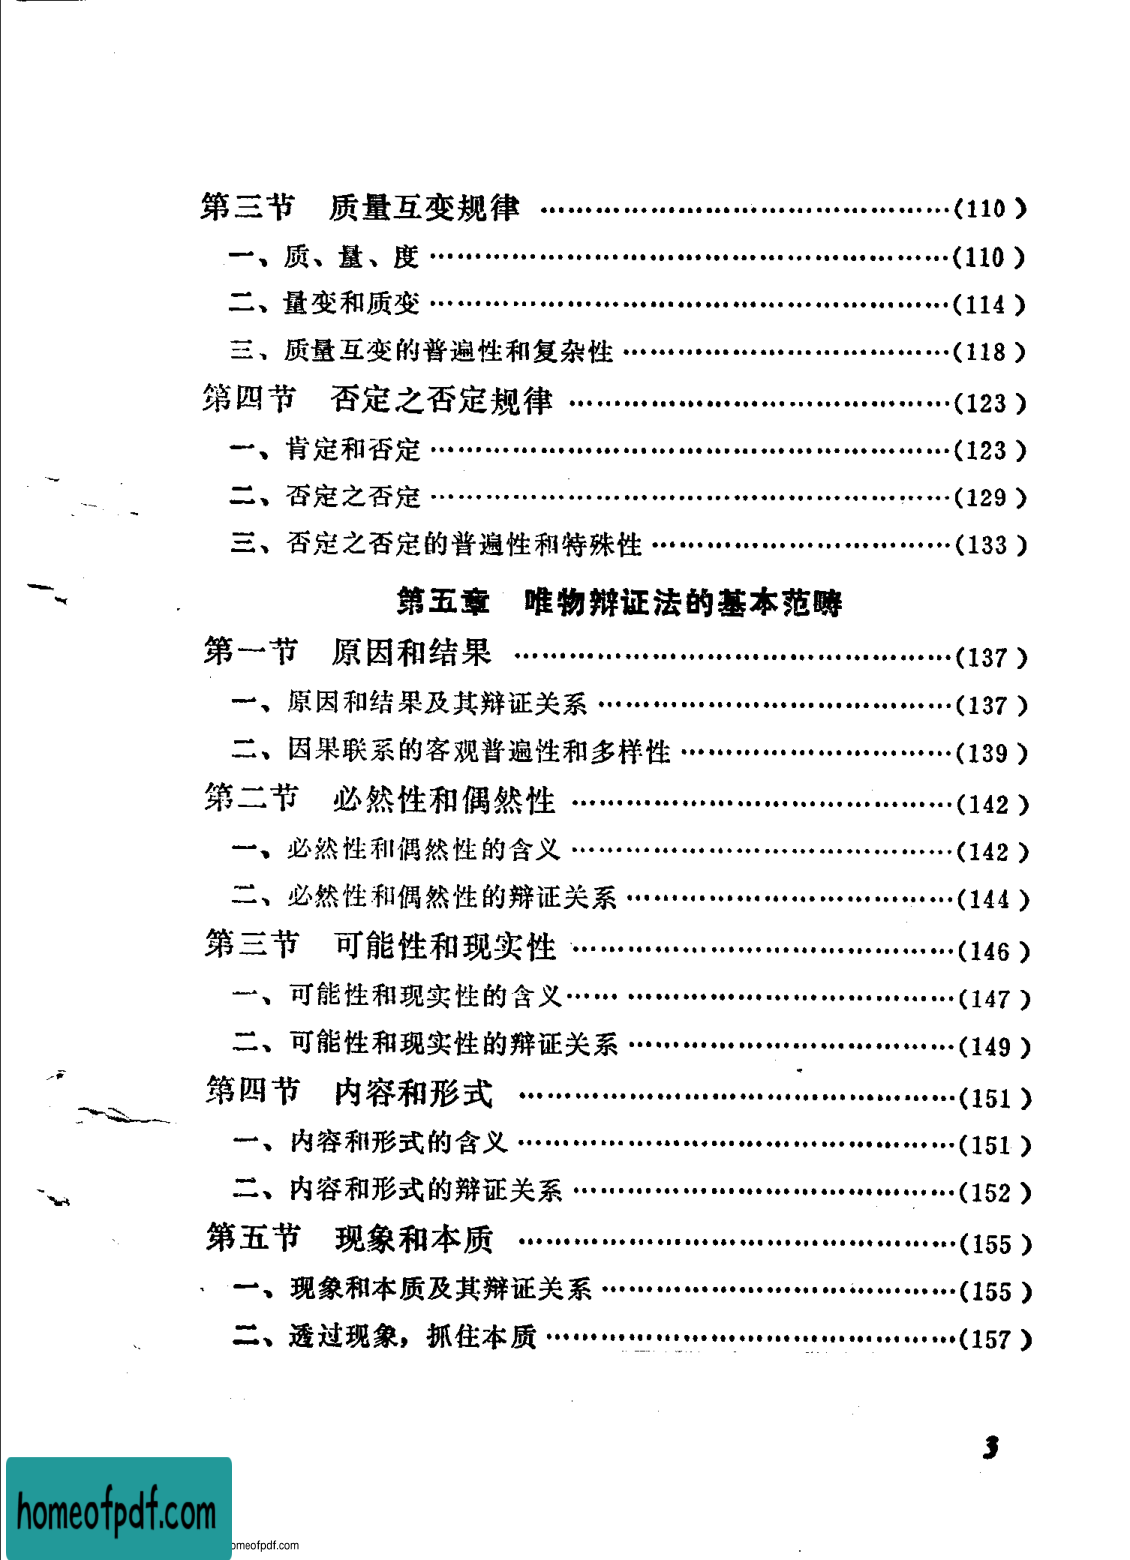 第三节　质量互变规律 ……………………………………(110)
一、质、量、度 ……………………………………(110)
二、量变和质变 ……………………………………(114)
三、质量互变的普遍性和复杂性 ……………………………………(118)
第四节　否定之否定规律 ……………………………………(123)
一、肯定和否定 ……………………………………(123)
二、否定之否定 ……………………………………(129)
三、否定之否定的普遍性和特殊性 ……………………………………(133)
第五章　唯物辩证法的基本范畴
第一节　原因和结果 ……………………………………(137)
一、原因和结果及其辩证关系 ……………………………………(137)
二、因果联系的客观普遍性和多样性 ……………………………………(139)
第二节　必然性和偶然性 ……………………………………(142)
一、必然性和偶然性的含义 ……………………………………(142)
二、必然性和偶然性的辩证关系 ……………………………………(144)
第三节　可能性和现实性 ……………………………………(146)
一、可能性和现实性的含义 ……………………………………(147)
二、可能性和现实性的辩证关系 ……………………………………(149)
第四节　内容和形式 ……………………………………(151)
一、内容和形式的含义 ……………………………………(151)
二、内容和形式的辩证关系 ……………………………………(152)
第五节　现象和本质 ……………………………………(155)
一、现象和本质及其辩证关系 ……………………………………(155)
二、透过现象，抓住本质 ……………………………………(157)
3
homeofpdf.com
omeofpdf.com